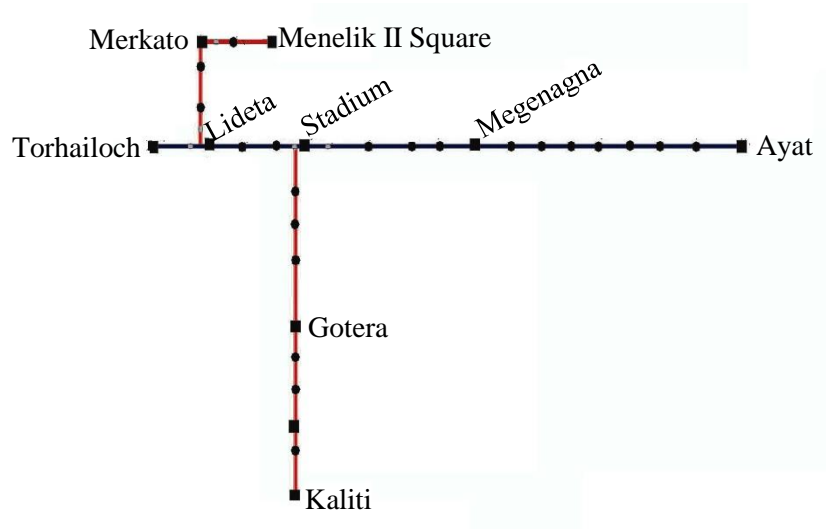 Merkato
Menelik II Square
Lideta
Stadium
Megenagna
Torhailoch
Ayat
Gotera
Kaliti